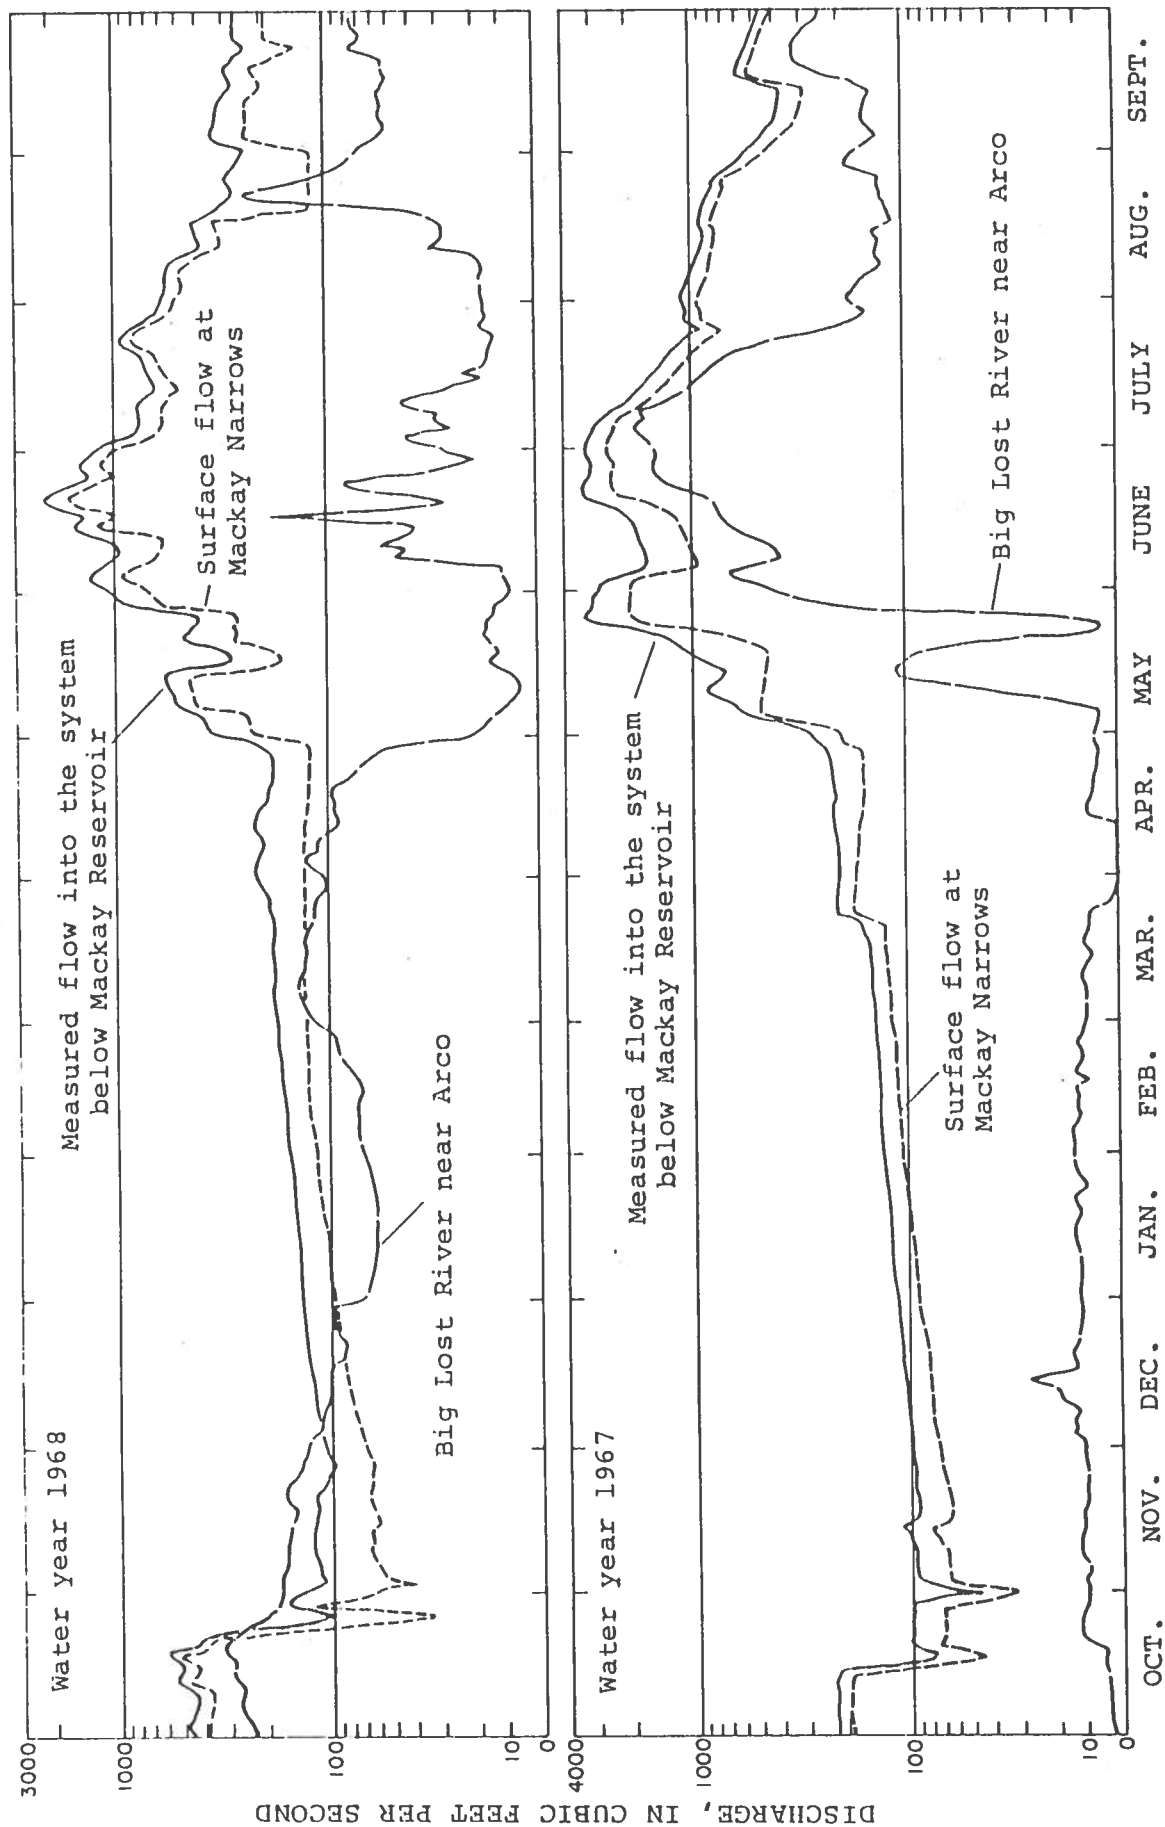 Water year 1968
3000
1000
100
10
0
Measured flow into the system
below Mackay Reservoir
Surface flow at
Mackay Narrows
Big Lost River near Arco
Water year 1967
4000
1000
100
10
0
Measured flow into the system
below Mackay Reservoir
Surface flow at
Mackay Narrows
Big Lost River near Arco
OCT. NOV. DEC. JAN. FEB. MAR. APR. MAY JUNE JULY AUG. SEPT.
DISCHARGE, IN CUBIC FEET PER SECOND